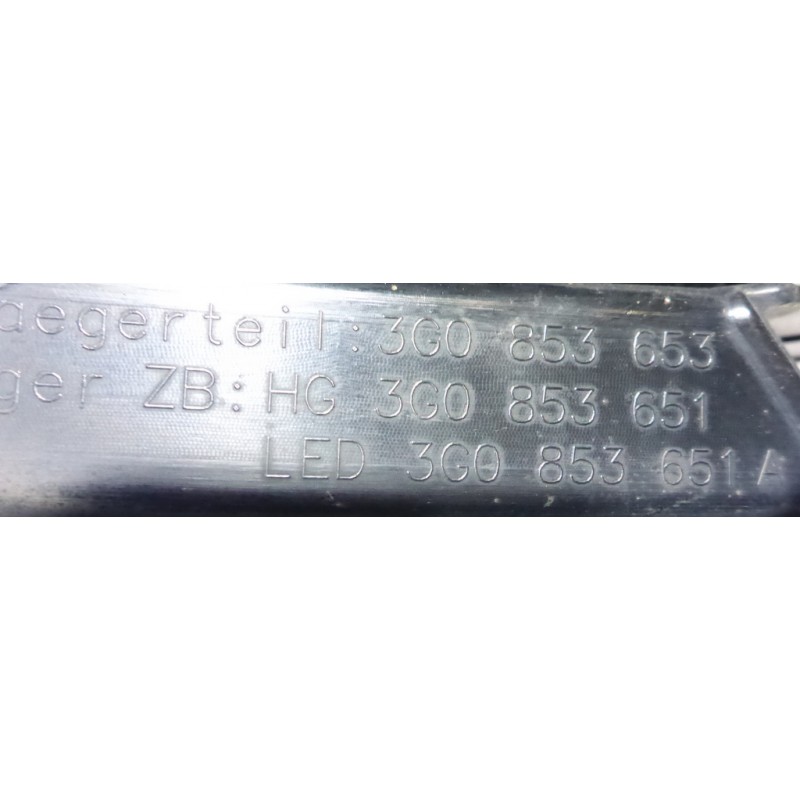 aegerteil: 3G0 853 653
ger ZB: HG 3G0 853 651
LED 3G0 853 651 A